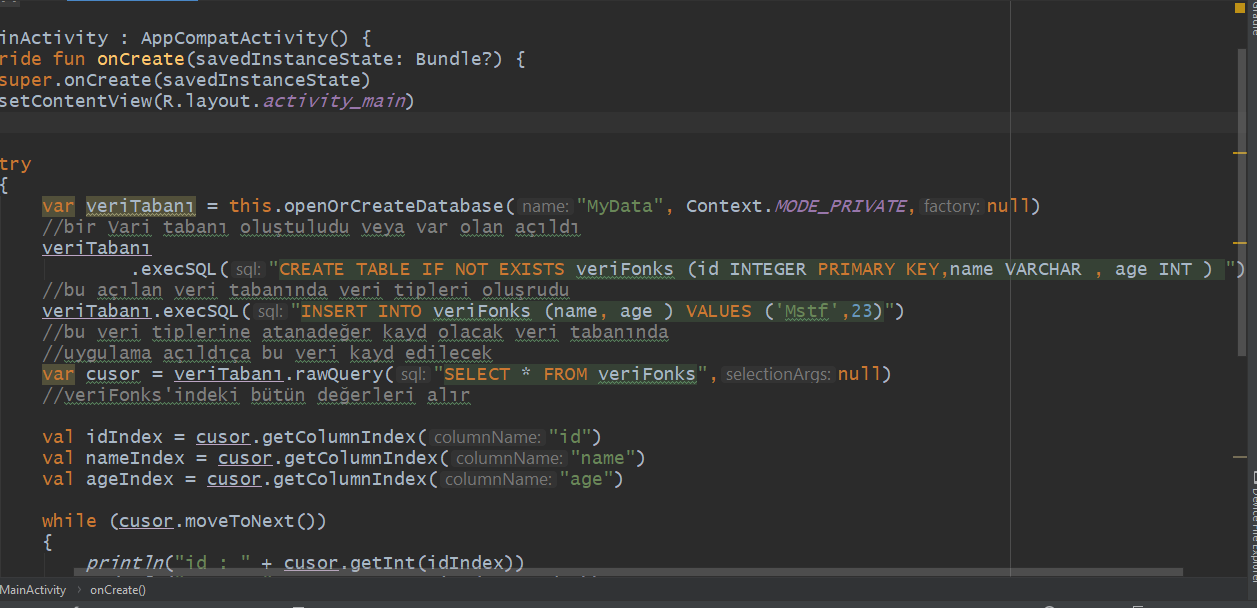 inActivity : AppCompatActivity() {
ride fun onCreate(savedInstanceState: Bundle?) {
super.onCreate(savedInstanceState)
setContentView(R.layout.activity_main)
try
{
var veriTabanı = this.openOrCreateDatabase( name: "MyData", Context.MODE_PRIVATE, factory: null)
//bir Vari tabanı oluştuludu veya var olan açıldı
veriTabanı
.execSQL( sql: "CREATE TABLE IF NOT EXISTS veriFonks (id INTEGER PRIMARY KEY,name VARCHAR , age INT ) ")
//bu açılan veri tabanında veri tipleri oluşrudu
veriTabanı.execSQL( sql: "INSERT INTO veriFonks (name, age ) VALUES ('Mstf',23)")
//bu veri tiplerine atanadeğer kayd olacak veri tabanında
//uygulama açıldıça bu veri kayd edilecek
var cusor = veriTabanı.rawQuery( sql: "SELECT * FROM veriFonks", selectionArgs: null)
//veriFonks'indeki bütün değerleri alır
val idIndex = cusor.getColumnIndex( columnName: "id")
val nameIndex = cusor.getColumnIndex( columnName: "name")
val ageIndex = cusor.getColumnIndex( columnName: "age")
while (cusor.moveToNext())
{
println("id : " + cusor.getInt(idIndex))
MainActivity › onCreate()